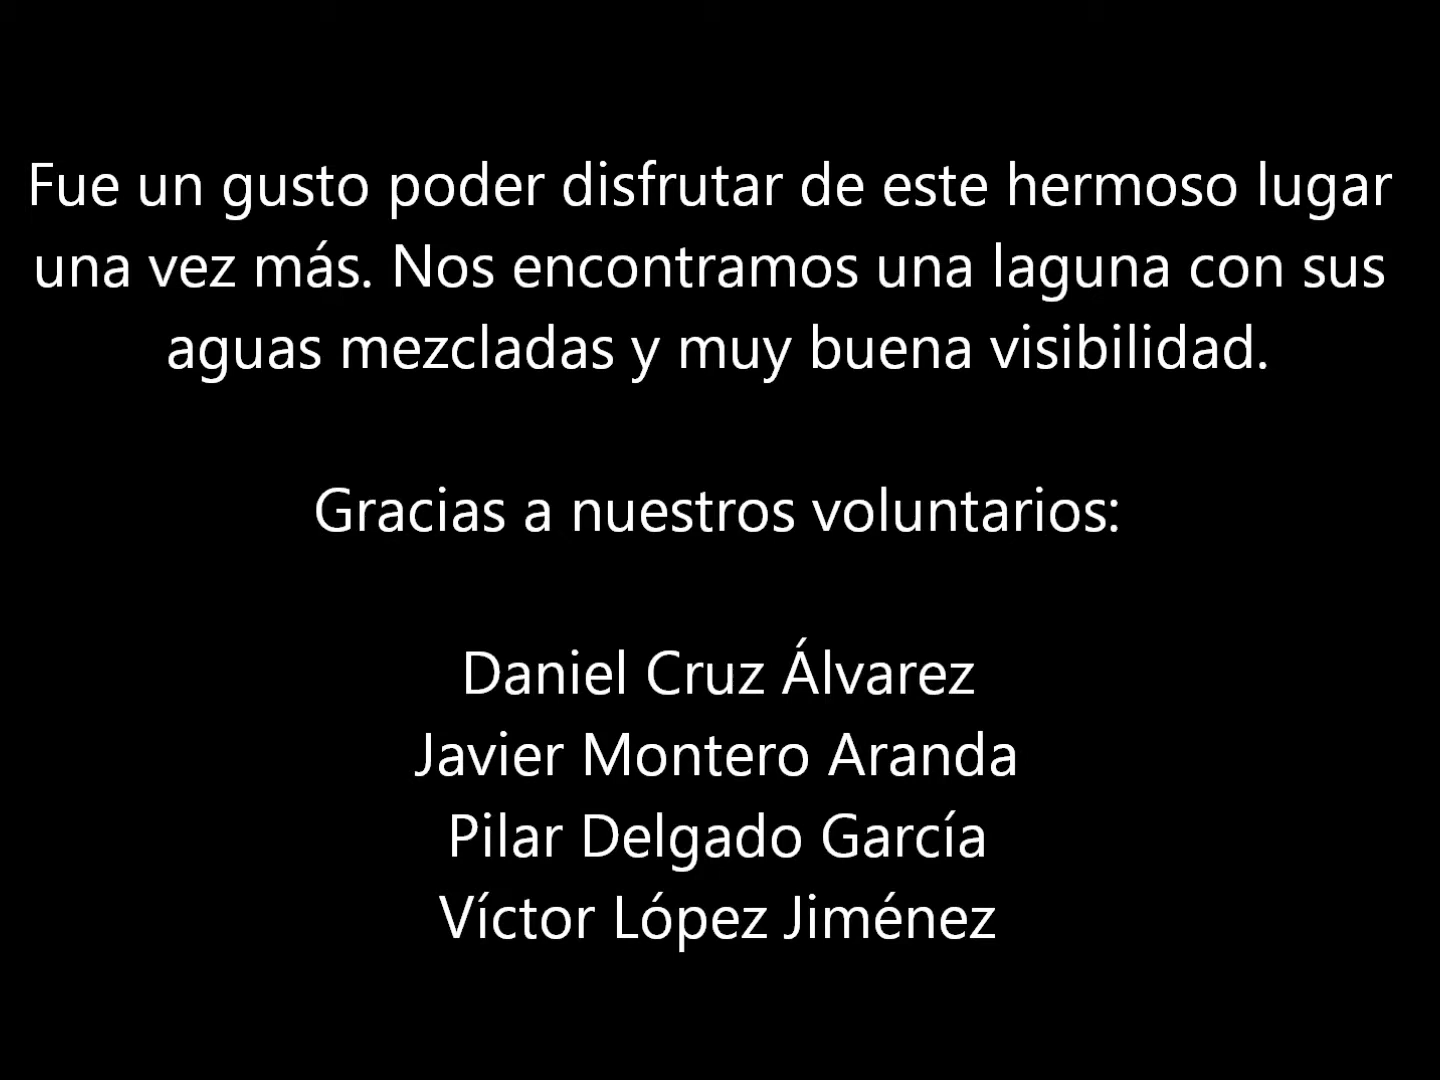 Fue un gusto poder disfrutar de este hermoso lugar
una vez más. Nos encontramos una laguna con sus
aguas mezcladas y muy buena visibilidad.
Gracias a nuestros voluntarios:
Daniel Cruz Álvarez
Javier Montero Aranda
Pilar Delgado García
Víctor López Jiménez